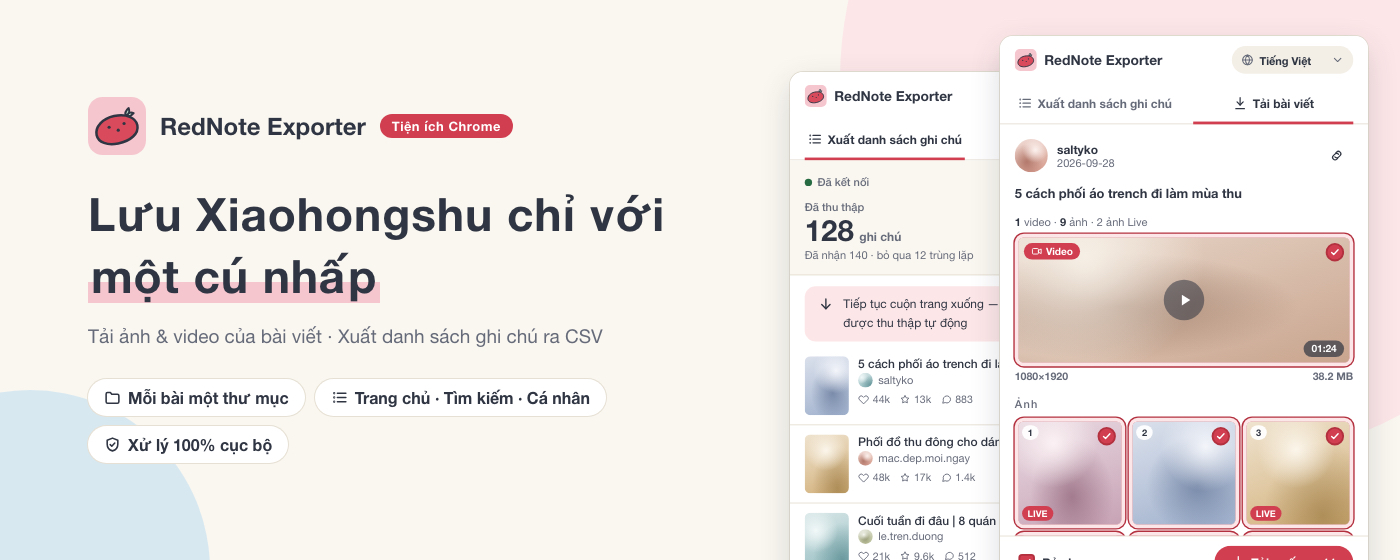 RedNote Exporter
Tiện ích Chrome
Lưu Xiaohongshu chỉ với
một cú nhấp
Tải ảnh & video của bài viết · Xuất danh sách ghi chú ra CSV
Mỗi bài một thư mục
Trang chủ · Tìm kiếm · Cá nhân
Xử lý 100% cục bộ
RedNote Exporter
Xuất danh sách ghi chú
Đã kết nối
Đã thu thập
128 ghi chú
Đã nhận 140 · bỏ qua 12 trùng lặp
Tiếp tục cuộn trang xuống —
được thu thập tự động
5 cách phối áo trench đi
saltyko
44k 13k 883
Phối đồ thu đông cho
mac.dep.moi.ngay
48k 17k 1.4k
Cuối tuần đi đâu | 8 quán
le.tren.duong
21k 9.6k 512
RedNote Exporter
Tiếng Việt
Xuất danh sách ghi chú
Tải bài viết
saltyko
2026-09-28
5 cách phối áo trench đi làm mùa thu
1 video · 9 ảnh · 2 ảnh Live
Video
01:24
1080×1920
38.2 MB
Ảnh
1
2
3
LIVE
LIVE